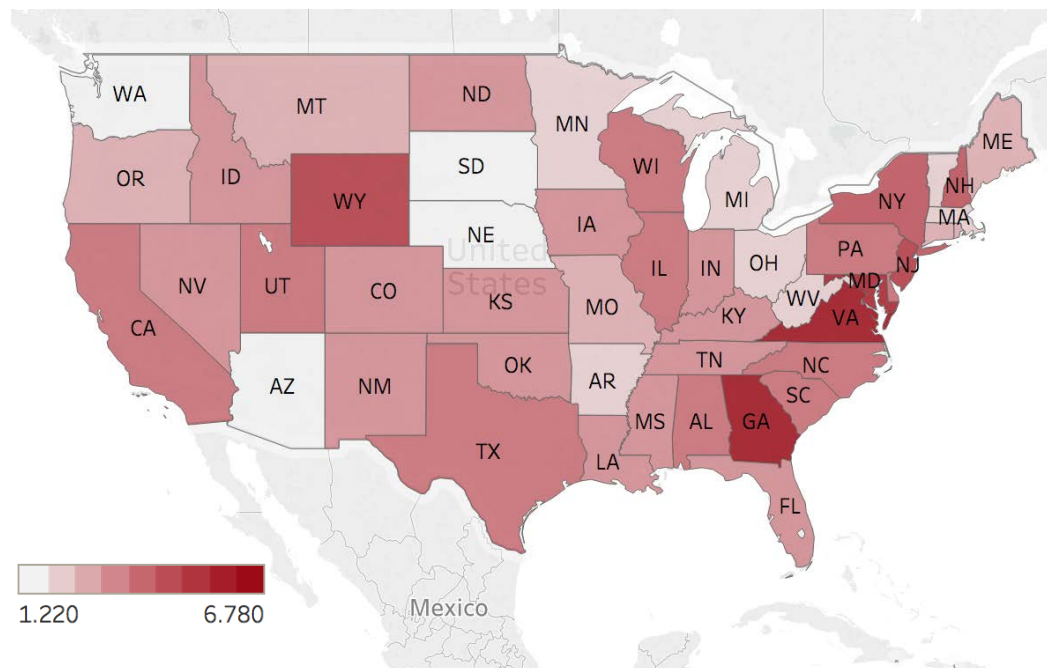 WA
MT
ND
MN
ME
OR
ID
SD
WI
NH
WY
MI
NY
MA
NE
IA
PA
United
NV
UT
CO
States
KS
IL
IN
OH
MD
NJ
CA
MO
WV
VA
KY
AZ
NM
OK
AR
TN
NC
SC
TX
MS
AL
GA
LA
FL
1.220
6.780
Mexico